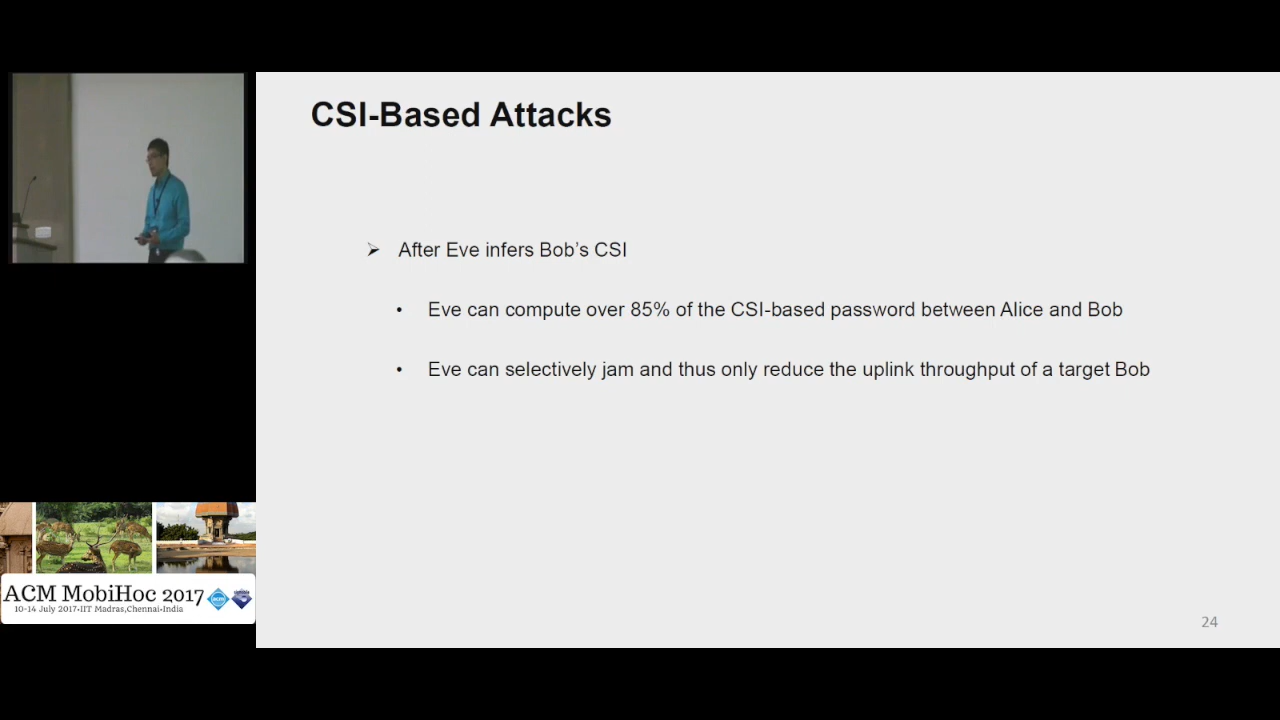 CSI-Based Attacks
➢ After Eve infers Bob's CSI
• Eve can compute over 85% of the CSI-based password between Alice and Bob
• Eve can selectively jam and thus only reduce the uplink throughput of a target Bob
ACM MobiHoc 2017
10-14 July 2017•IIT Madras,Chennai•India
24